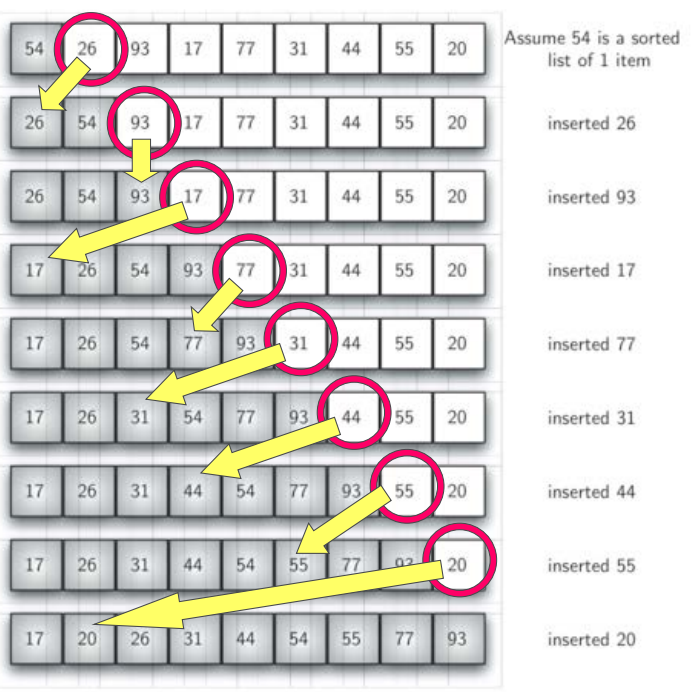 54 26 93 17 77 31 44 55 20 Assume 54 is a sorted
list of 1 item
26 54 93 17 77 31 44 55 20 inserted 26
26 54 93 17 77 31 44 55 20 inserted 93
17 26 54 93 77 31 44 55 20 inserted 17
17 26 54 77 93 31 44 55 20 inserted 77
17 26 31 54 77 93 44 55 20 inserted 31
17 26 31 44 54 77 93 55 20 inserted 44
17 26 31 44 54 55 77 93 20 inserted 55
17 20 26 31 44 54 55 77 93 inserted 20